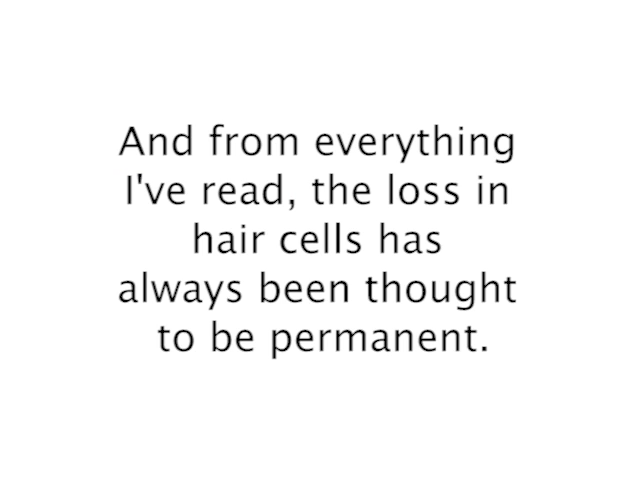 And from everything
I've read, the loss in
hair cells has
always been thought
to be permanent.